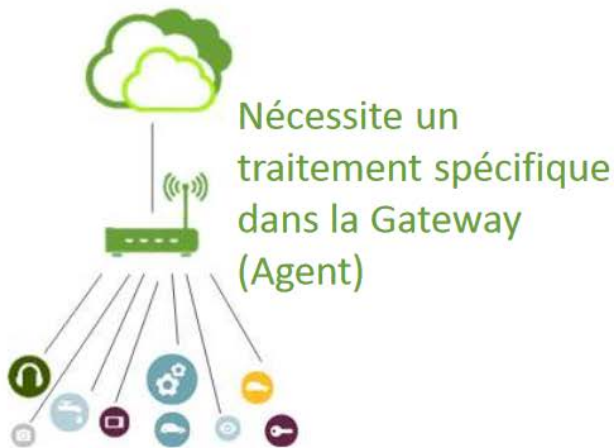 Nécessite un
traitement spécifique
dans la Gateway
(Agent)